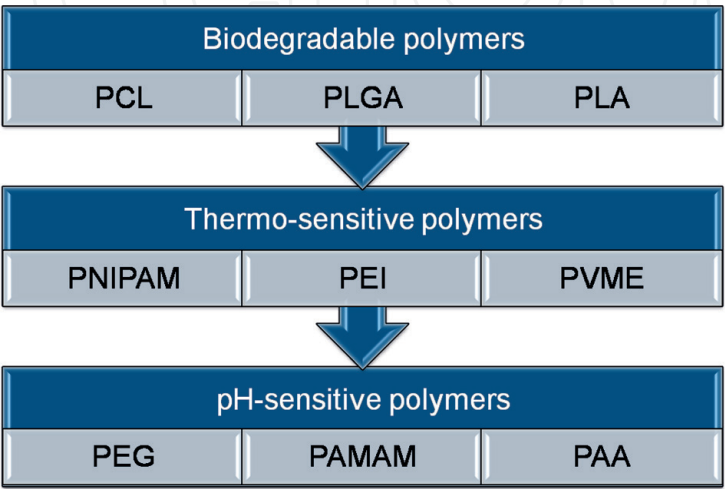 Biodegradable polymers
PCL PLGA PLA
Thermo-sensitive polymers
PNIPAM PEI PVME
pH-sensitive polymers
PEG PAMAM PAA